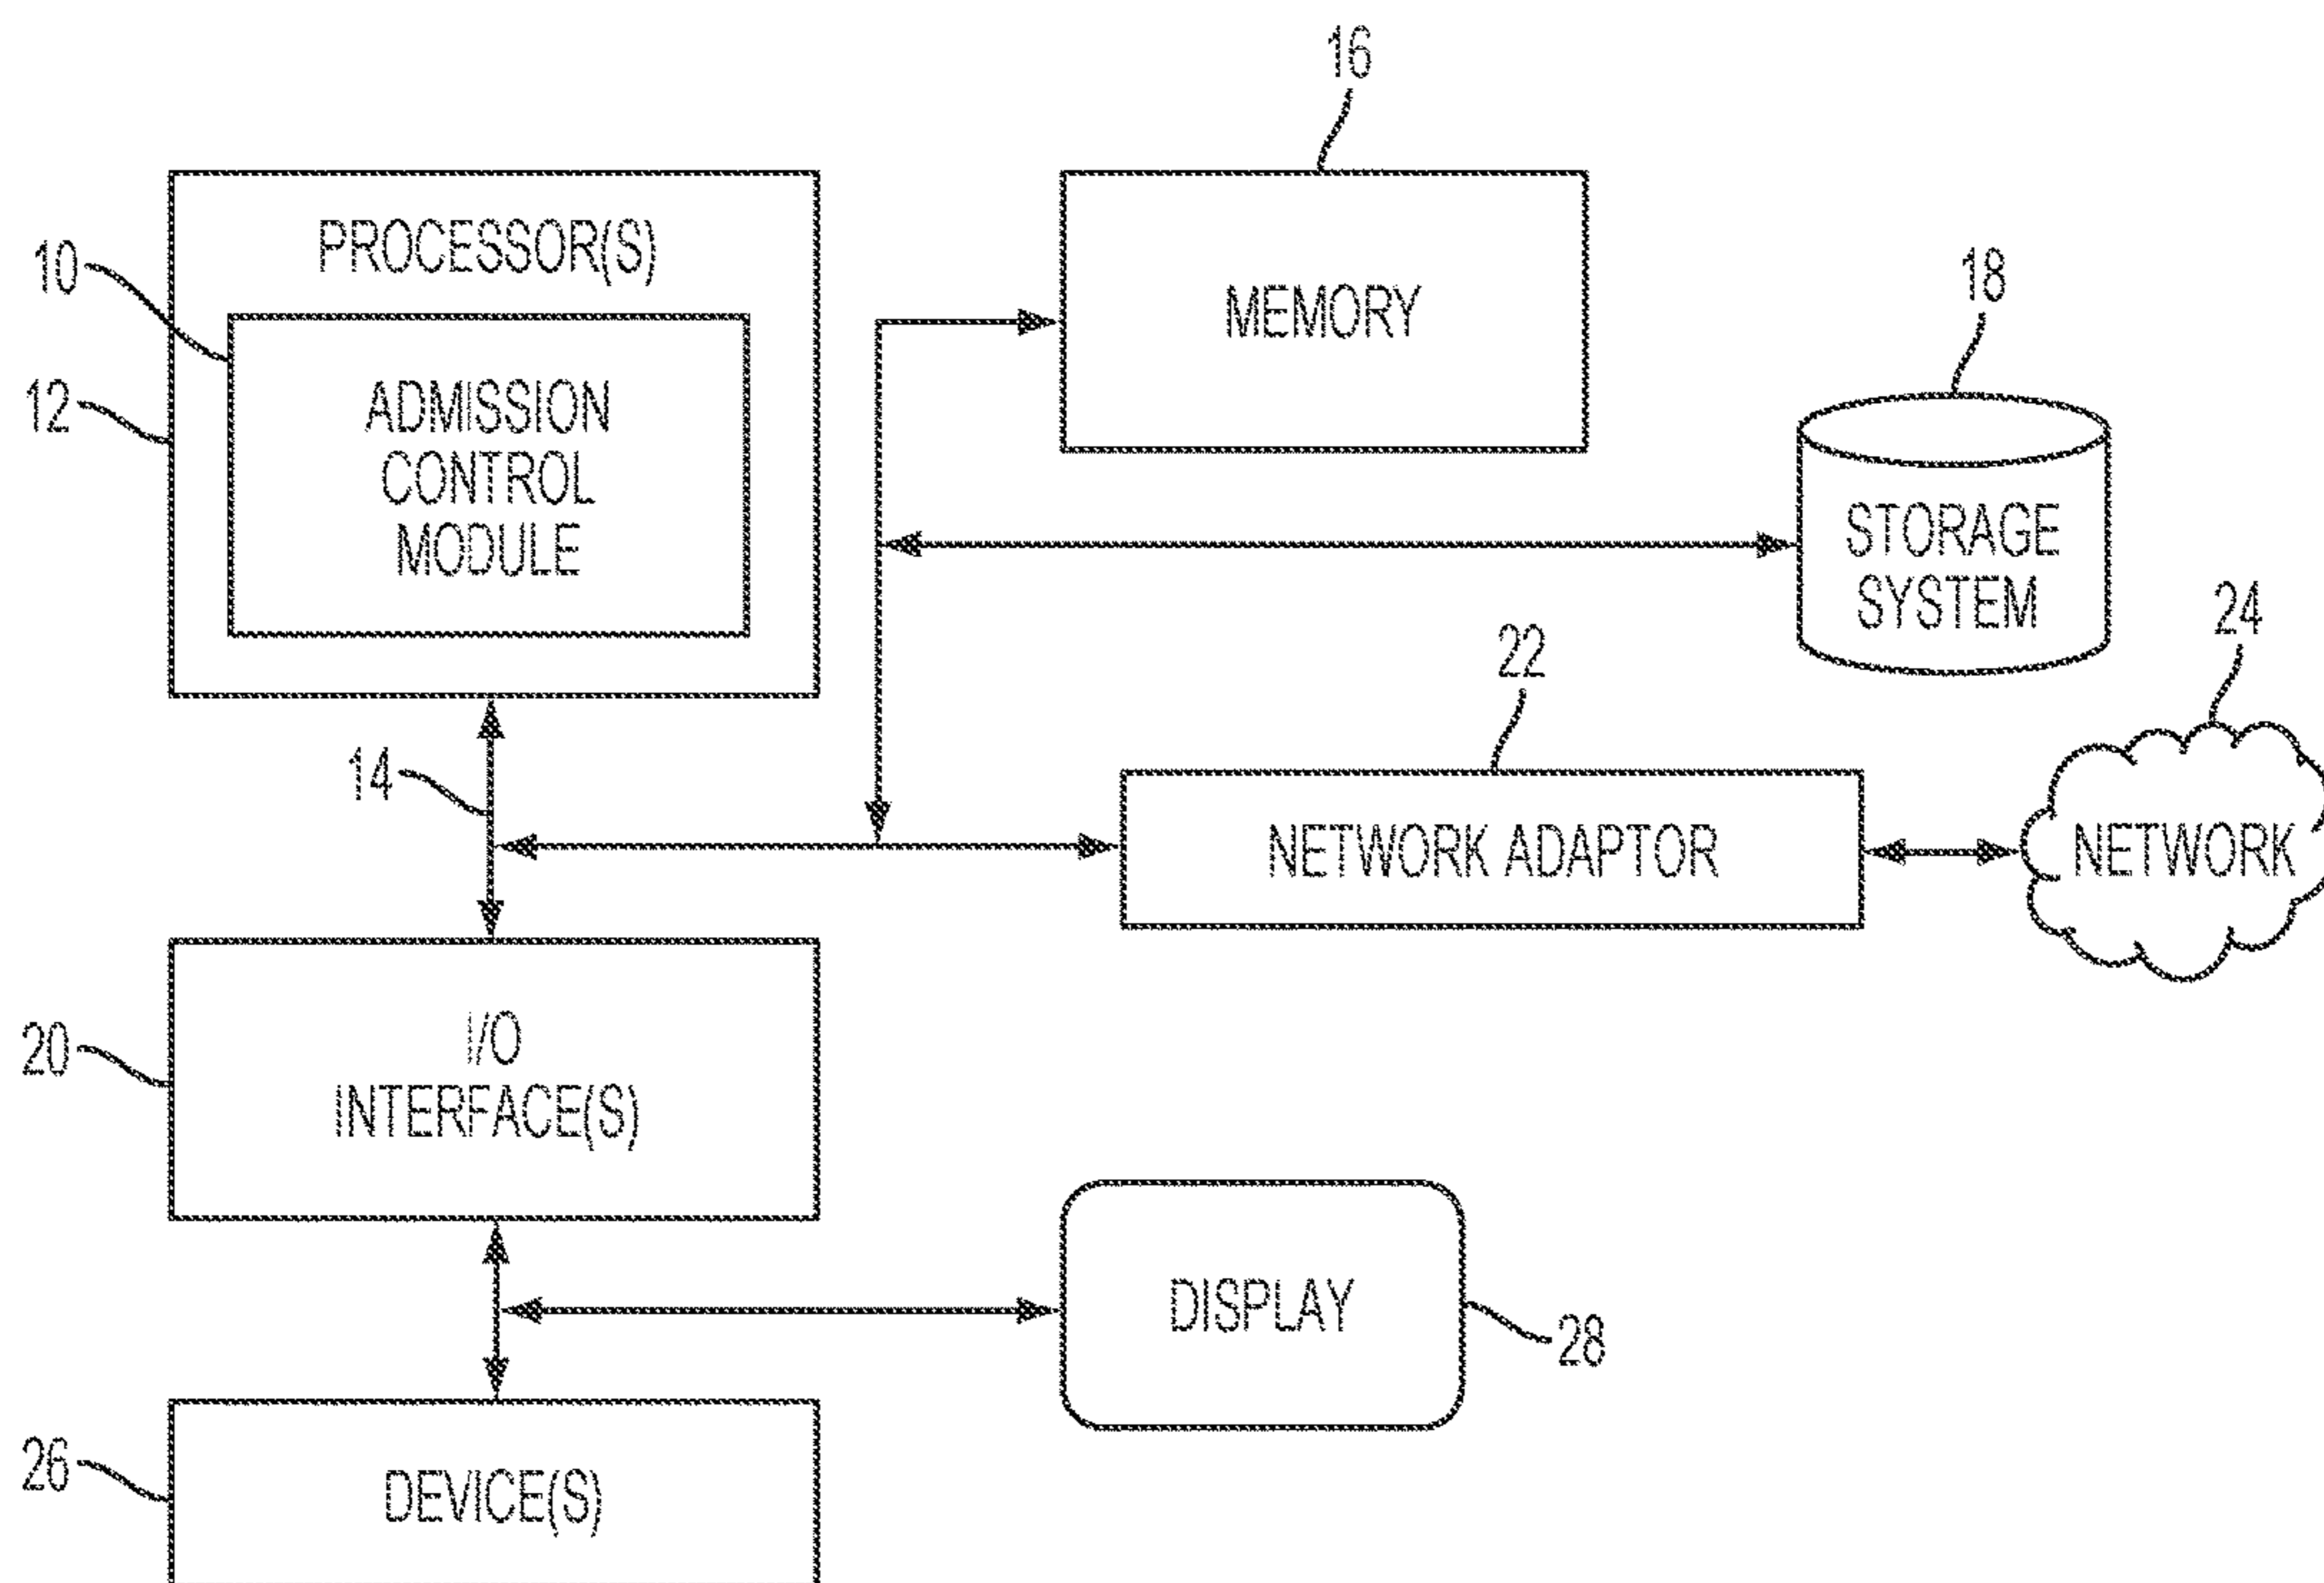 16
PROCESSOR(S)
10
MEMORY
18
12
ADMISSION
CONTROL
MODULE
STORAGE
SYSTEM
24
22
14
NETWORK ADAPTOR
NETWORK
I/O
INTERFACE(S)
20
DISPLAY
28
26
DEVICE(S)